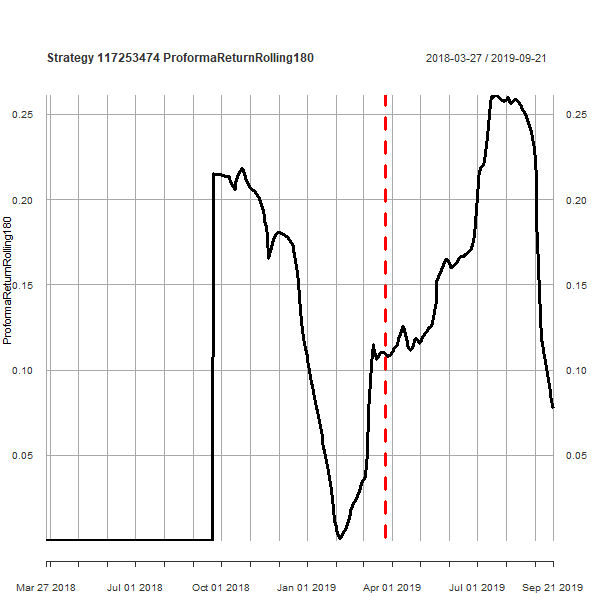 Strategy 117253474 ProformaReturnRolling180
2018-03-27 / 2019-09-21
ProformaReturnRolling180
0.25
0.20
0.15
0.10
0.05
0.25
0.20
0.15
0.10
0.05
Mar 27 2018
Jul 01 2018
Oct 01 2018
Jan 01 2019
Apr 01 2019
Jul 01 2019
Sep 21 2019